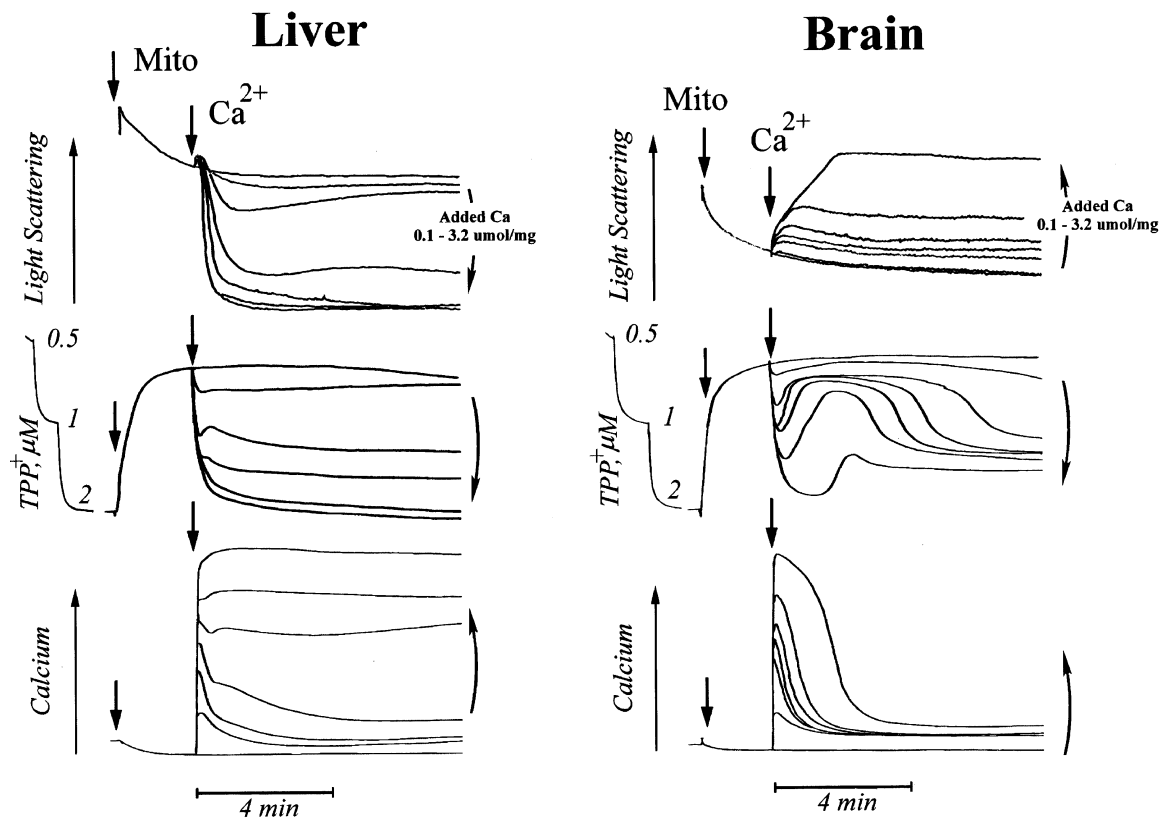 Liver
Mito
Ca2+
Light Scattering
Added Ca
0.1 - 3.2 umol/mg
0.5
1
2
TPP+, μM
Calcium
4 min
Brain
Mito
Ca2+
Light Scattering
Added Ca
0.1 - 3.2 umol/mg
0.5
1
2
TPP+, μM
Calcium
4 min